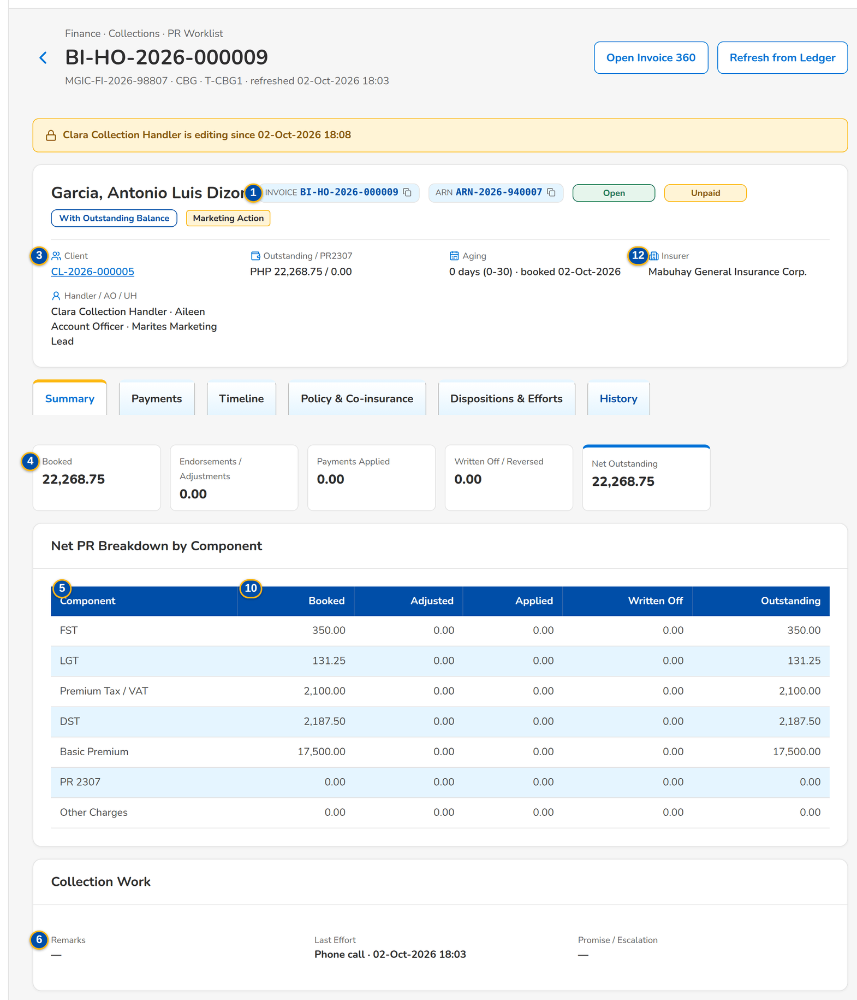 Finance · Collections · PR Worklist
BI-HO-2026-000009
MGIC-FI-2026-98807 · CBG · T-CBG1 · refreshed 02-Oct-2026 18:03
Open Invoice 360
Refresh from Ledger
Clara Collection Handler is editing since 02-Oct-2026 18:08
Garcia, Antonio Luis Dizon
1
INVOICE BI-HO-2026-000009
ARN ARN-2026-940007
Open
Unpaid
With Outstanding Balance
Marketing Action
3
Client
CL-2026-000005
Outstanding / PR2307
PHP 22,268.75 / 0.00
Aging
0 days (0-30) · booked 02-Oct-2026
12
Insurer
Mabuhay General Insurance Corp.
Handler / AO / UH
Clara Collection Handler · Aileen
Account Officer · Marites Marketing
Lead
Summary
Payments
Timeline
Policy & Co-insurance
Dispositions & Efforts
History
4
Booked
22,268.75
Endorsements /
Adjustments
0.00
Payments Applied
0.00
Written Off / Reversed
0.00
Net Outstanding
22,268.75
Net PR Breakdown by Component
5
10
Component Booked Adjusted Applied Written Off Outstanding
FST 350.00 0.00 0.00 0.00 350.00
LGT 131.25 0.00 0.00 0.00 131.25
Premium Tax / VAT 2,100.00 0.00 0.00 0.00 2,100.00
DST 2,187.50 0.00 0.00 0.00 2,187.50
Basic Premium 17,500.00 0.00 0.00 0.00 17,500.00
PR 2307 0.00 0.00 0.00 0.00 0.00
Other Charges 0.00 0.00 0.00 0.00 0.00
Collection Work
6
Remarks
—
Last Effort
Phone call · 02-Oct-2026 18:03
Promise / Escalation
—